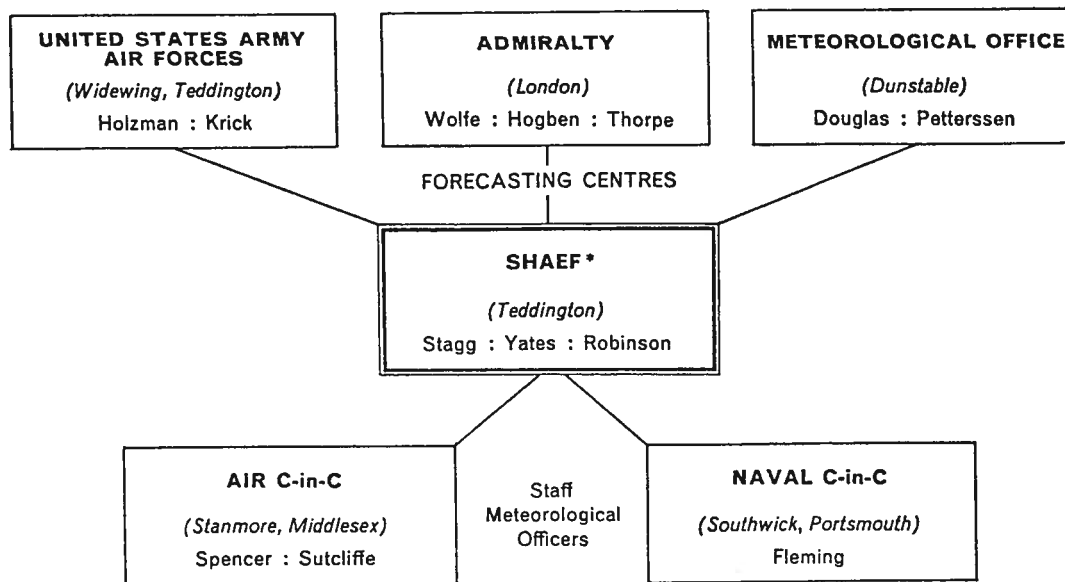 UNITED STATES ARMY
AIR FORCES
(Widewing, Teddington)
Holzman : Krick
ADMIRALTY
(London)
Wolfe : Hogben : Thorpe
METEOROLOGICAL OFFICE
(Dunstable)
Douglas : Petterssen
FORECASTING CENTRES
SHAEF*
(Teddington)
Stagg : Yates : Robinson
AIR C-in-C
(Stanmore, Middlesex)
Spencer : Sutcliffe
Staff
Meteorological
Officers
NAVAL C-in-C
(Southwick, Portsmouth)
Fleming